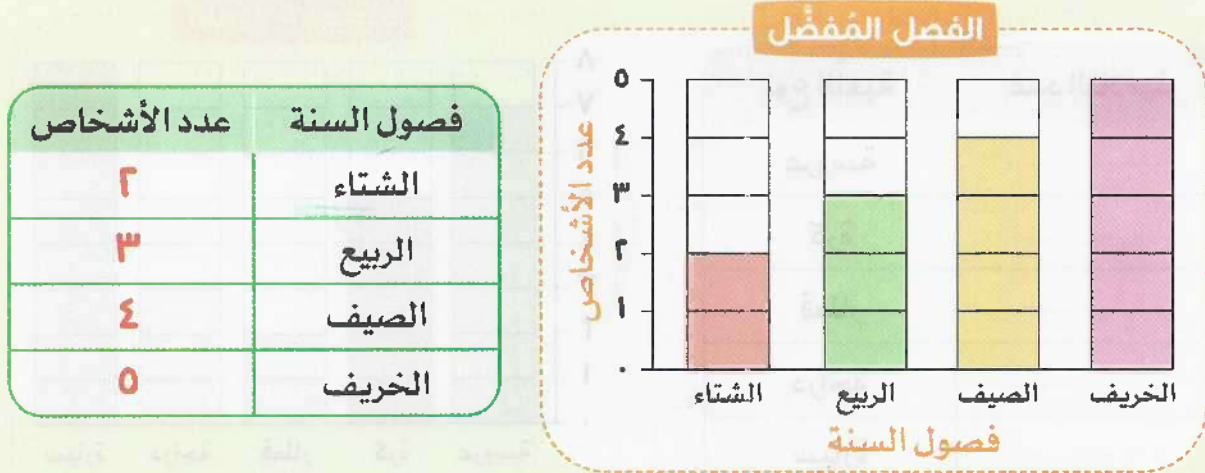 الفصل المُفضَّل
عدد الأشخاص
٥
٤
٣
٢
١
٠
الشتاء الربيع الصيف الخريف
فصول السنة
فصول السنة عدد الأشخاص
الشتاء ٢
الربيع ٣
الصيف ٤
الخريف ٥